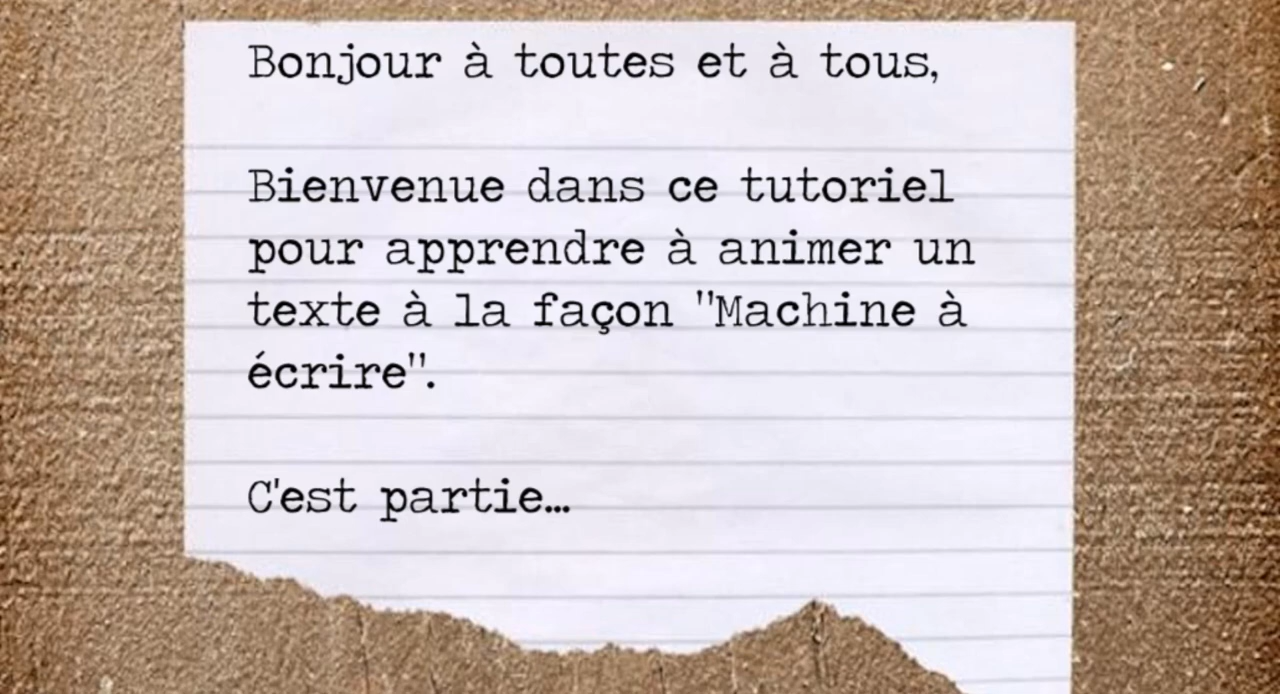 Bonjour à toutes et à tous,
Bienvenue dans ce tutoriel
pour apprendre à animer un
texte à la façon "Machine à
écrire".
C'est partie...